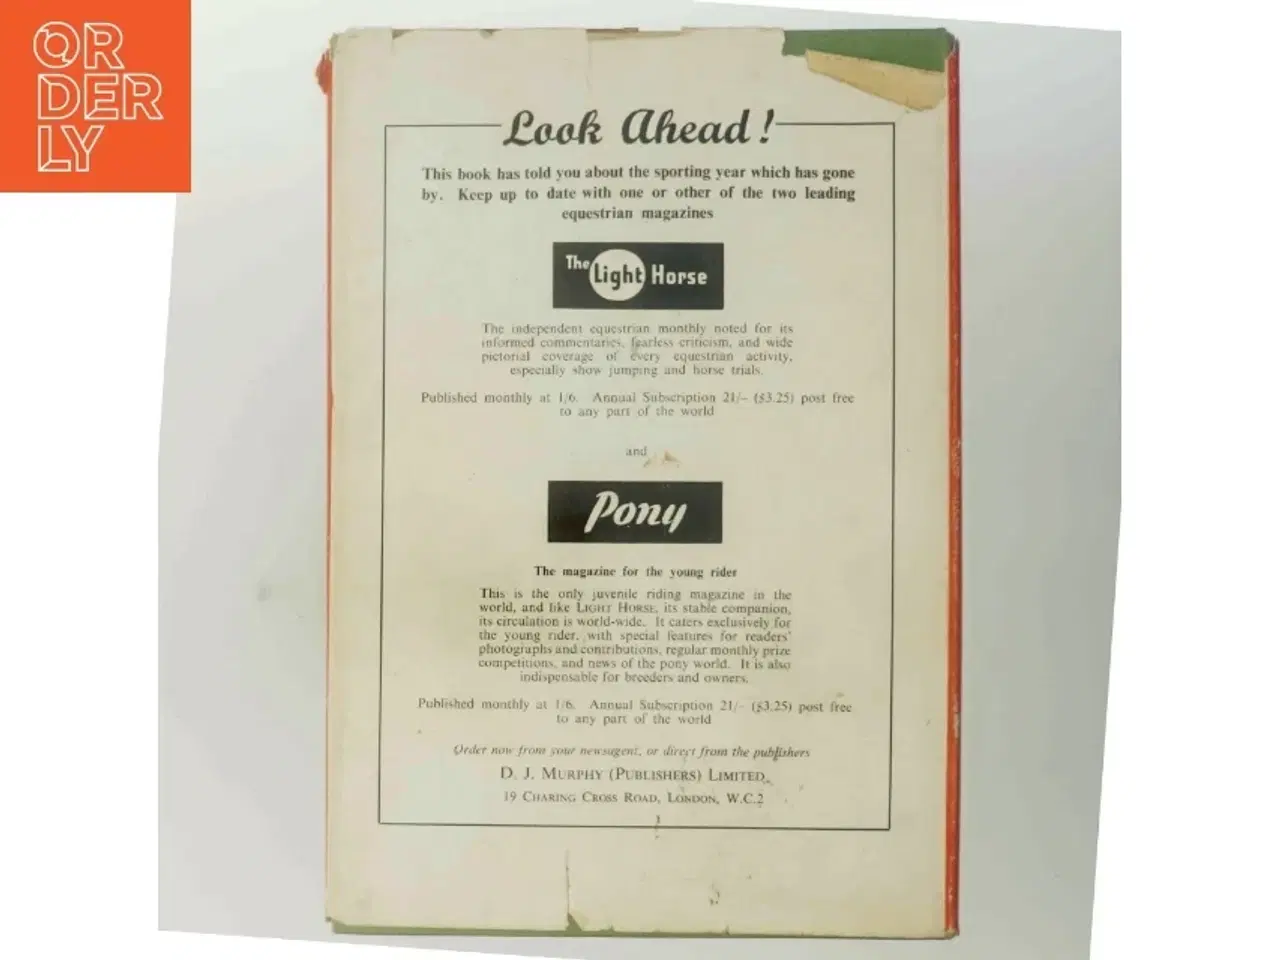 OR
DER
LY
Look Ahead!
This book has told you about the sporting year which has gone
by. Keep up to date with one or other of the two leading
equestrian magazines
The Light Horse
The independent equestrian monthly noted for its
informed commentaries, fearless criticism, and wide
pictorial coverage of every equestrian activity,
especially show jumping and horse trials.
Published monthly at 1/6. Annual Subscription 21/- ($3.25) post free
to any part of the world
and
Pony
The magazine for the young rider
This is the only juvenile riding magazine in the
world, and like LIGHT HORSE, its stable companion,
its circulation is world-wide. It caters exclusively for
the young rider, with special features for readers'
photographs and contributions, regular monthly prize
competitions, and news of the pony world. It is also
indispensable for breeders and owners.
Published monthly at 1/6. Annual Subscription 21/- ($3.25) post free
to any part of the world
Order now from your newsagent, or direct from the publishers
D. J. MURPHY (PUBLISHERS) LIMITED,
19 CHARING CROSS ROAD, LONDON, W.C.2